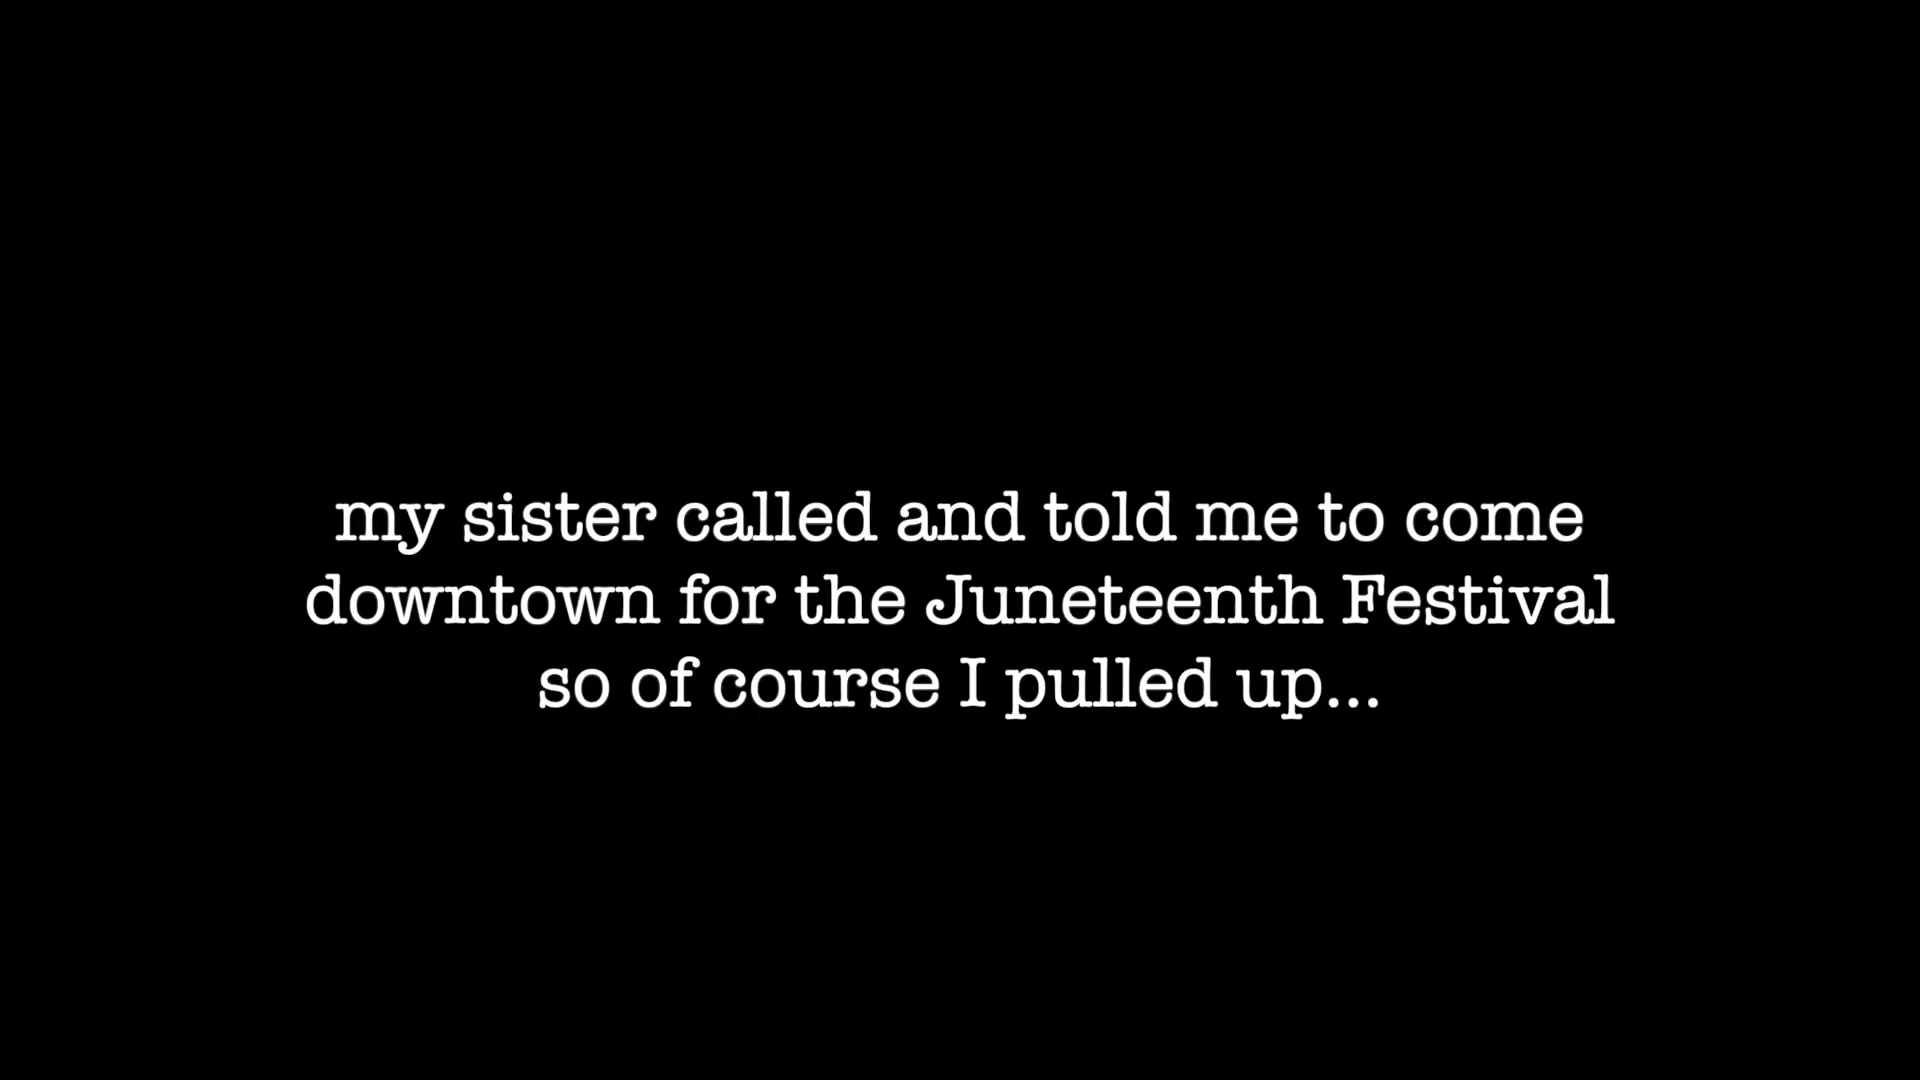 my sister called and told me to come
downtown for the Juneteenth Festival
so of course I pulled up...